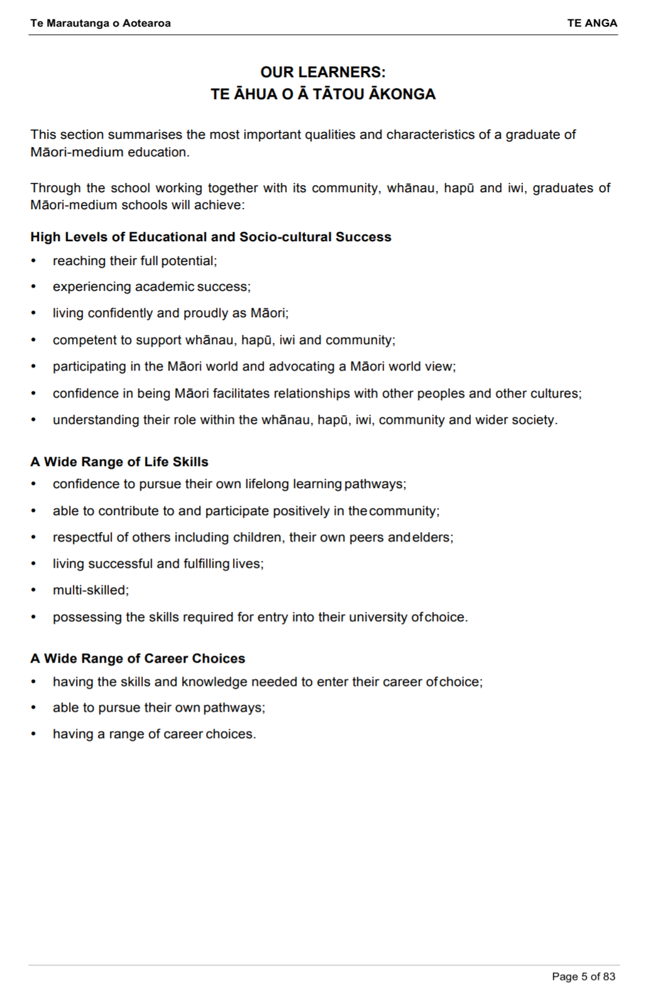 Te Marautanga o Aotearoa TE ANGA
OUR LEARNERS:
TE ĀHUA O Ā TĀTOU ĀKONGA
This section summarises the most important qualities and characteristics of a graduate of
Māori-medium education.
Through the school working together with its community, whānau, hapū and iwi, graduates of
Māori-medium schools will achieve:
High Levels of Educational and Socio-cultural Success
• reaching their full potential;
• experiencing academic success;
• living confidently and proudly as Māori;
• competent to support whānau, hapū, iwi and community;
• participating in the Māori world and advocating a Māori world view;
• confidence in being Māori facilitates relationships with other peoples and other cultures;
• understanding their role within the whānau, hapū, iwi, community and wider society.
A Wide Range of Life Skills
• confidence to pursue their own lifelong learning pathways;
• able to contribute to and participate positively in the community;
• respectful of others including children, their own peers and elders;
• living successful and fulfilling lives;
• multi-skilled;
• possessing the skills required for entry into their university of choice.
A Wide Range of Career Choices
• having the skills and knowledge needed to enter their career of choice;
• able to pursue their own pathways;
• having a range of career choices.
Page 5 of 83